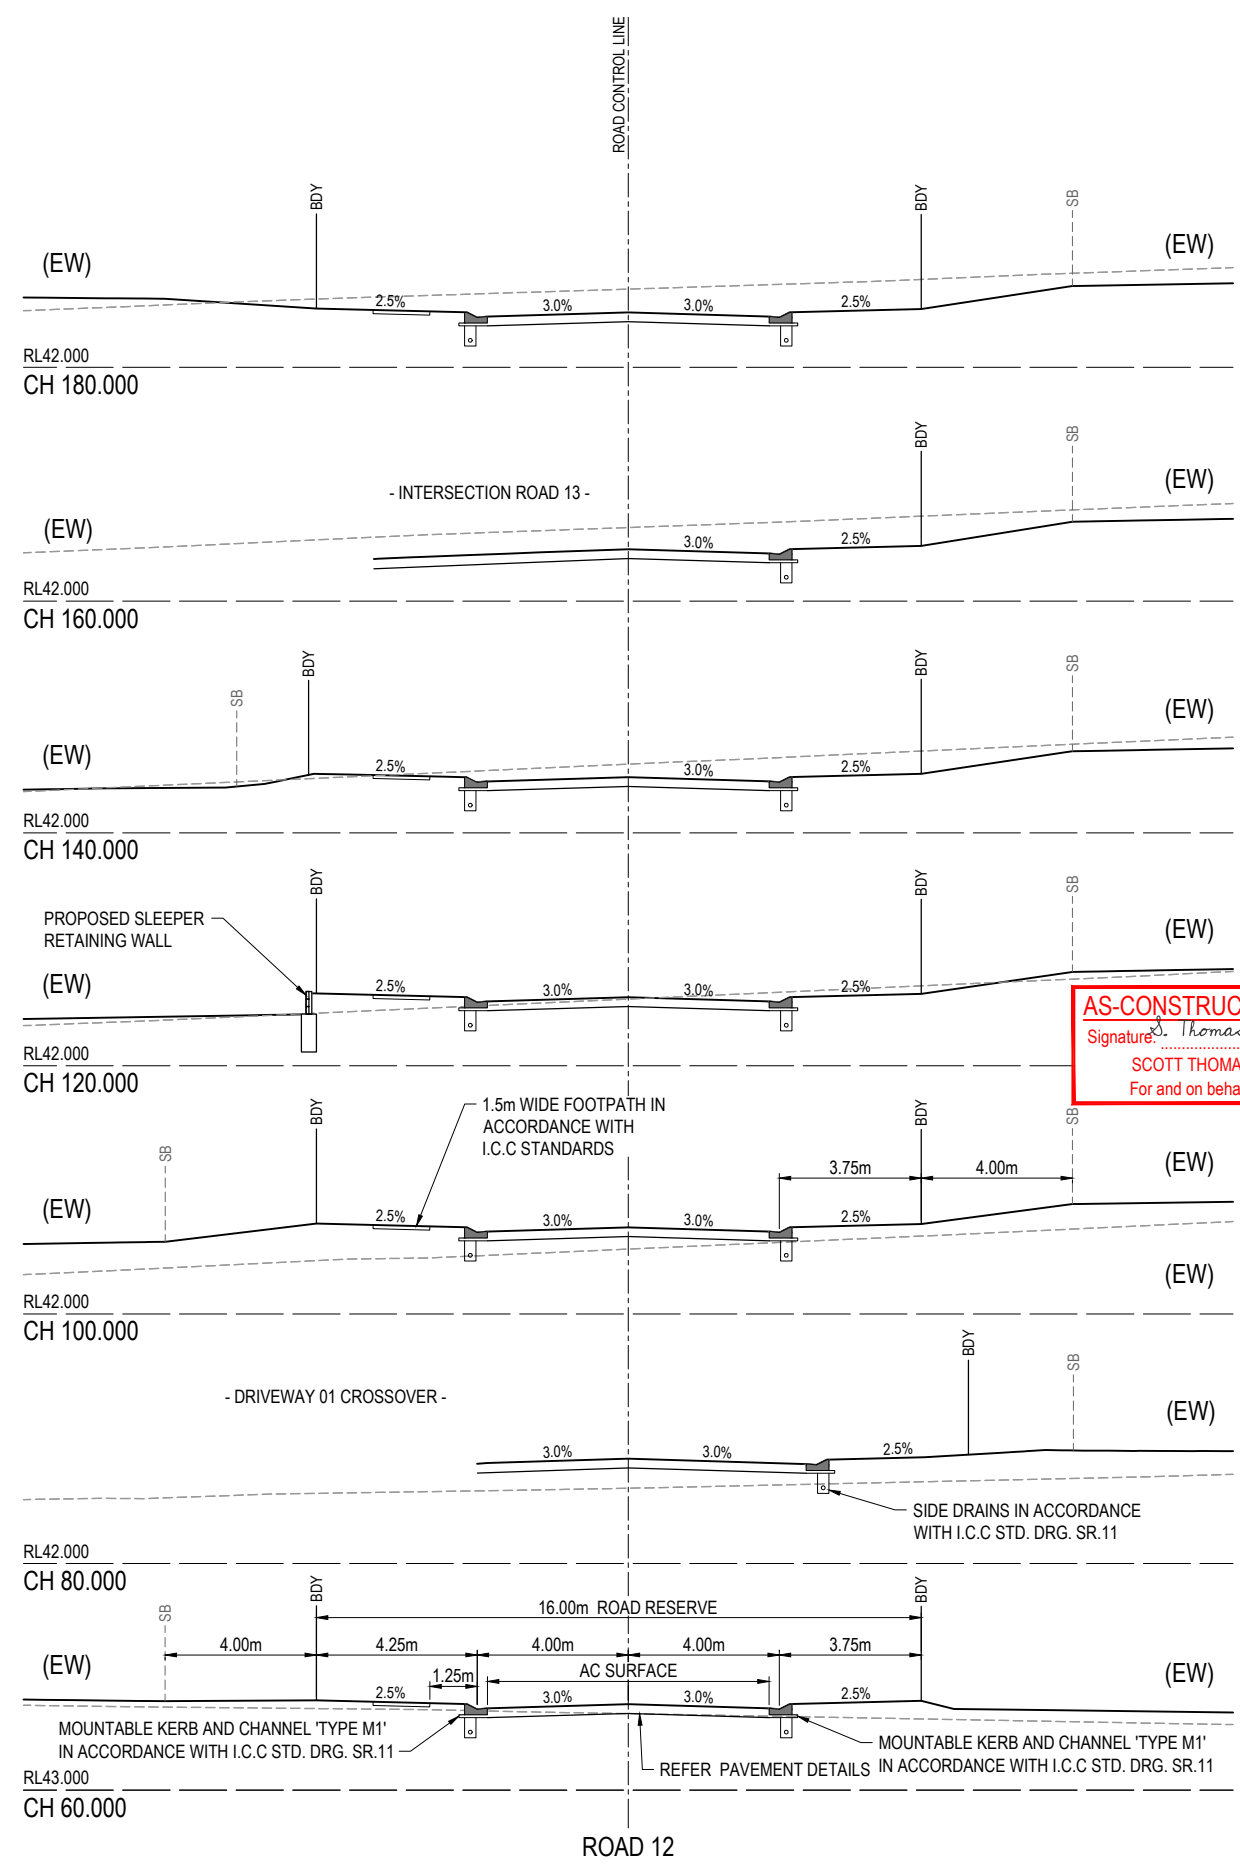 ROAD CONTROL LINE
BDY
BDY
SB
(EW)
(EW)
2.5%
3.0%
3.0%
2.5%
RL42.000
CH 180.000
BDY
SB
- INTERSECTION ROAD 13 -
(EW)
(EW)
3.0%
2.5%
RL42.000
CH 160.000
SB
BDY
BDY
SB
(EW)
(EW)
2.5%
3.0%
2.5%
RL42.000
CH 140.000
BDY
BDY
SB
PROPOSED SLEEPER
RETAINING WALL
(EW)
(EW)
2.5%
3.0%
3.0%
2.5%
RL42.000
CH 120.000
AS-CONSTRUC
Signature: S. Thomas
SCOTT THOMA
For and on beha
1.5m WIDE FOOTPATH IN
ACCORDANCE WITH
I.C.C STANDARDS
SB
BDY
BDY
SB
3.75m
4.00m
(EW)
(EW)
2.5%
3.0%
3.0%
2.5%
(EW)
RL42.000
CH 100.000
BDY
SB
- DRIVEWAY 01 CROSSOVER -
(EW)
3.0%
3.0%
2.5%
SIDE DRAINS IN ACCORDANCE
WITH I.C.C STD. DRG. SR.11
RL42.000
CH 80.000
SB
BDY
BDY
16.00m ROAD RESERVE
4.00m
4.25m
4.00m
4.00m
3.75m
(EW)
(EW)
1.25m
AC SURFACE
2.5%
3.0%
3.0%
2.5%
MOUNTABLE KERB AND CHANNEL 'TYPE M1'
IN ACCORDANCE WITH I.C.C STD. DRG. SR.11
MOUNTABLE KERB AND CHANNEL 'TYPE M1'
IN ACCORDANCE WITH I.C.C STD. DRG. SR.11
REFER PAVEMENT DETAILS
RL43.000
CH 60.000
ROAD 12